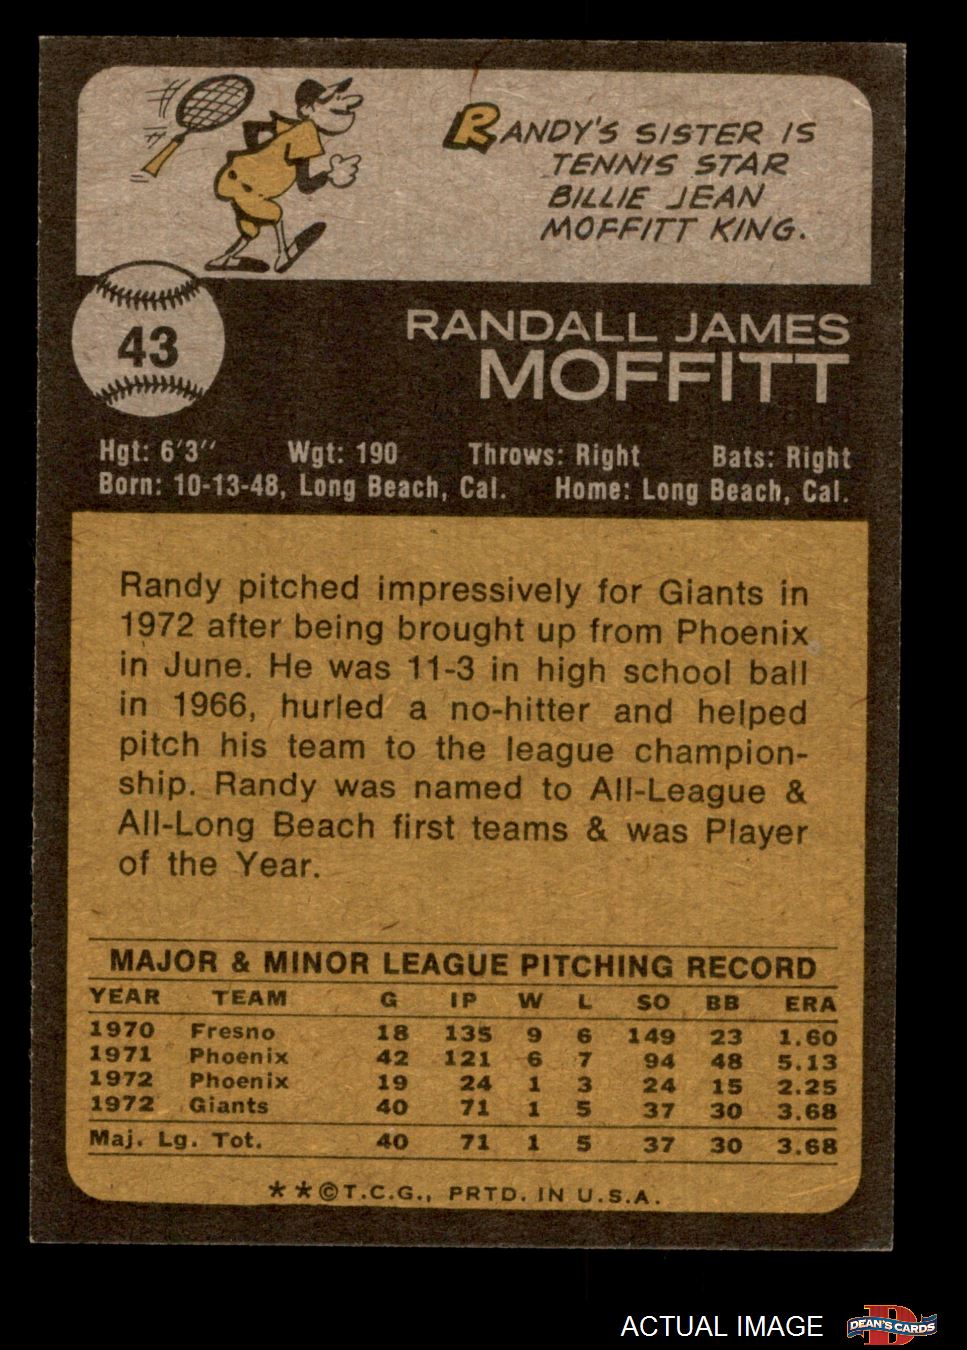 RANDY'S SISTER IS
TENNIS STAR
BILLIE JEAN
MOFFITT KING.
43
RANDALL JAMES
MOFFITT
Hgt: 6'3" Wgt: 190 Throws: Right Bats: Right
Born: 10-13-48, Long Beach, Cal. Home: Long Beach, Cal.
Randy pitched impressively for Giants in
1972 after being brought up from Phoenix
in June. He was 11-3 in high school ball
in 1966, hurled a no-hitter and helped
pitch his team to the league champion-
ship. Randy was named to All-League &
All-Long Beach first teams & was Player
of the Year.
MAJOR & MINOR LEAGUE PITCHING RECORD
YEAR TEAM G IP W L SO BB ERA
1970 Fresno 18 135 9 6 149 23 1.60
1971 Phoenix 42 121 6 7 94 48 5.13
1972 Phoenix 19 24 1 3 24 15 2.25
1972 Giants 40 71 1 5 37 30 3.68
Maj. Lg. Tot. 40 71 1 5 37 30 3.68
**©T.C.G., PRTD. IN U.S.A.
ACTUAL IMAGE
D
DEAN'S CARDS